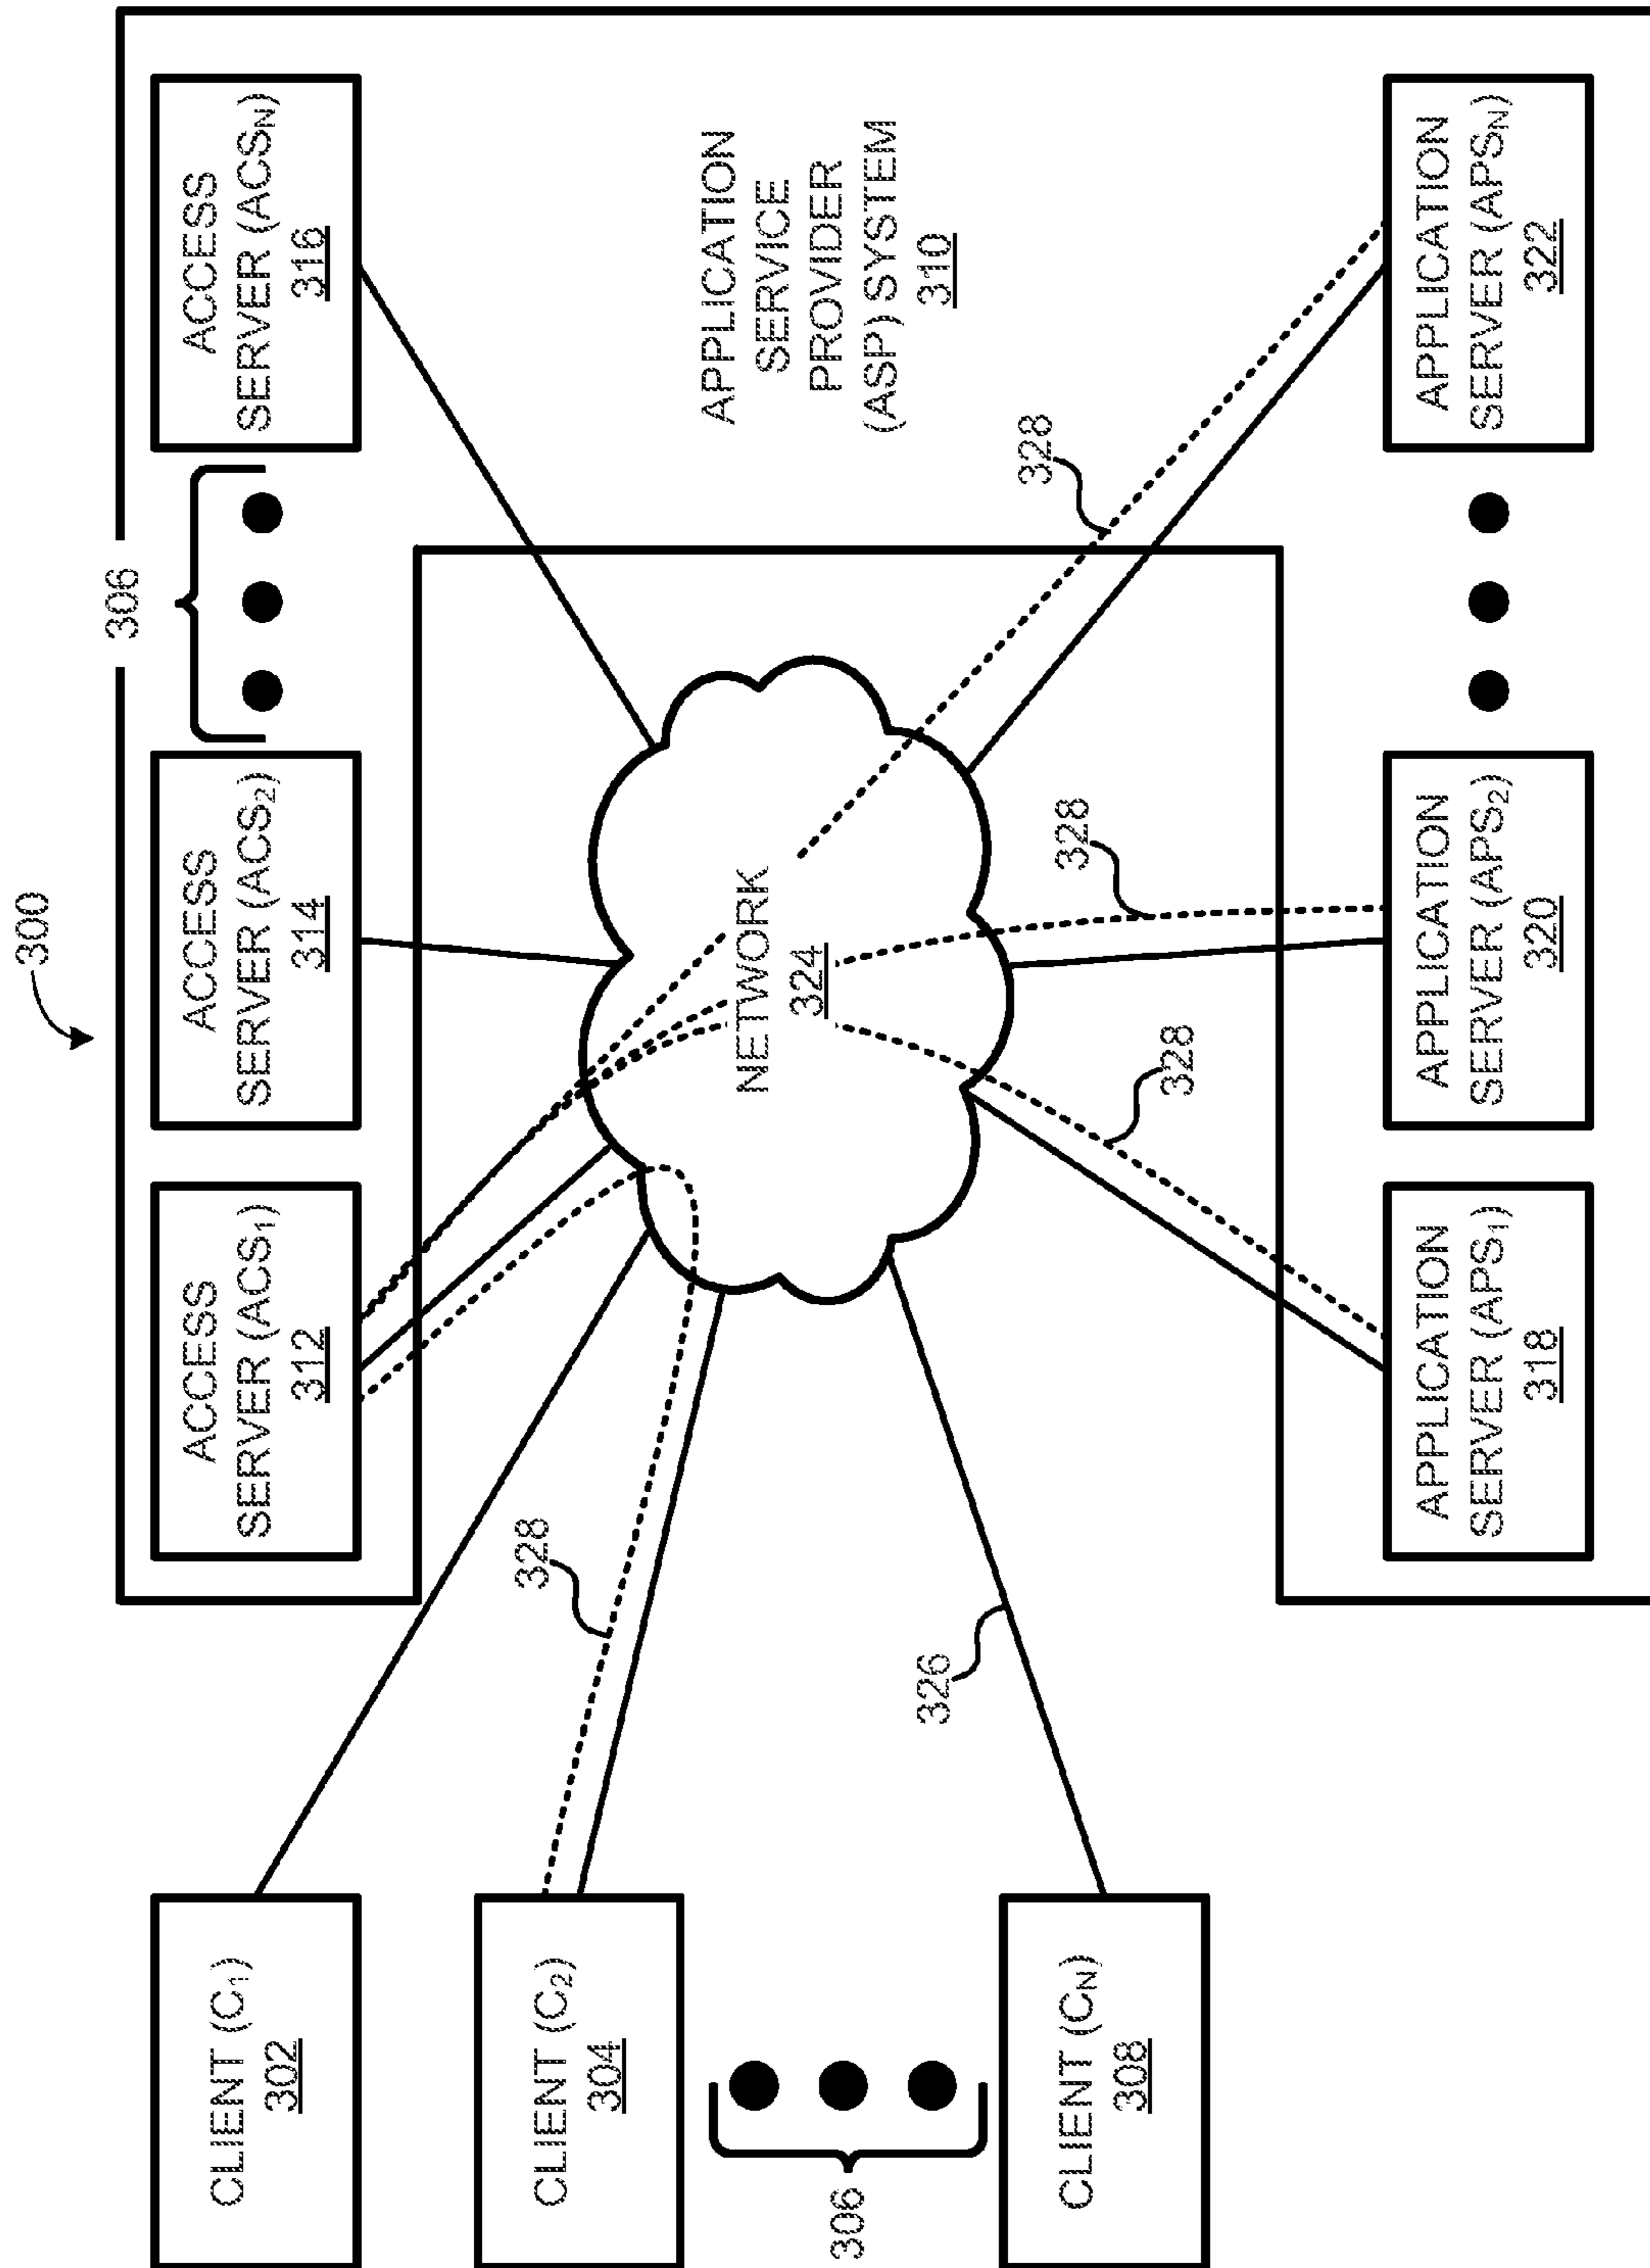 300
306
CLIENT (C1)
302
ACCESS
SERVER (ACS1)
312
ACCESS
SERVER (ACS2)
314
ACCESS
SERVER (ACSN)
316
CLIENT (C2)
304
328
NETWORK
324
APPLICATION
SERVICE
PROVIDER
(ASP) SYSTEM
310
306
326
328
328
328
CLIENT (CN)
308
APPLICATION
SERVER (APS1)
318
APPLICATION
SERVER (APS2)
320
APPLICATION
SERVER (APSN)
322